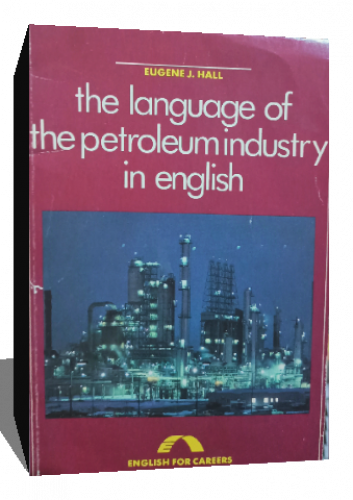 EUGENE J. HALL
the language of
the petroleum industry
in english
ENGLISH FOR CAREERS